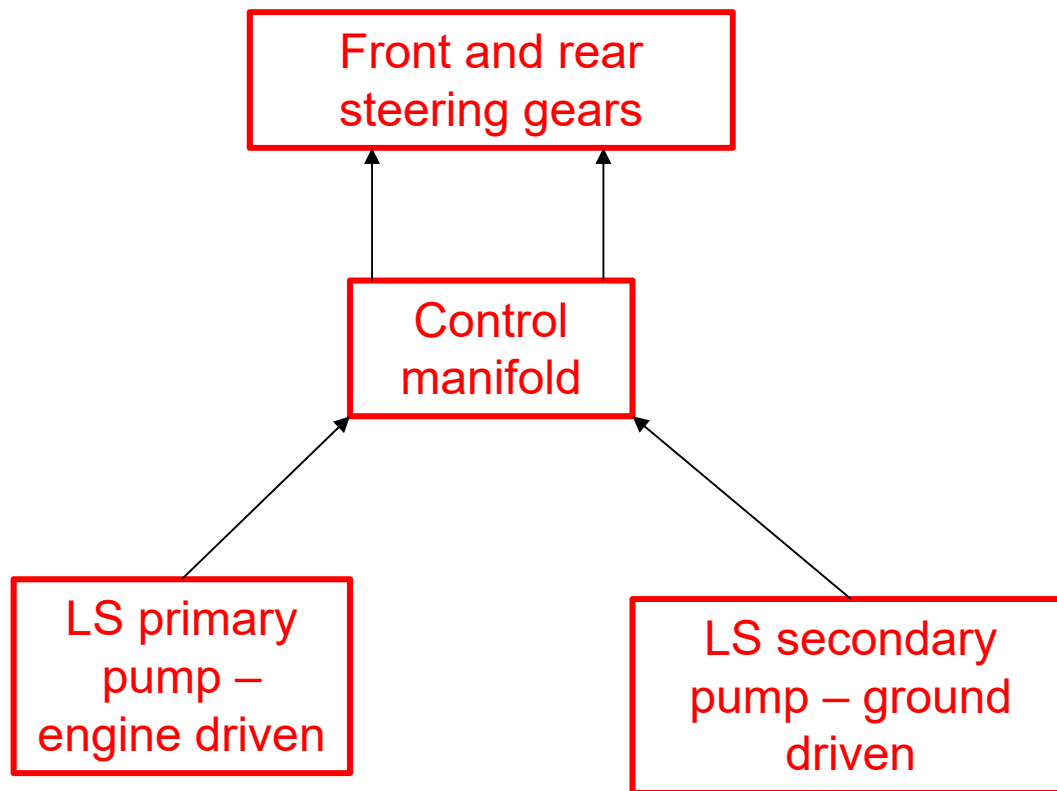 Front and rear
steering gears
Control
manifold
LS primary
pump –
engine driven
LS secondary
pump – ground
driven